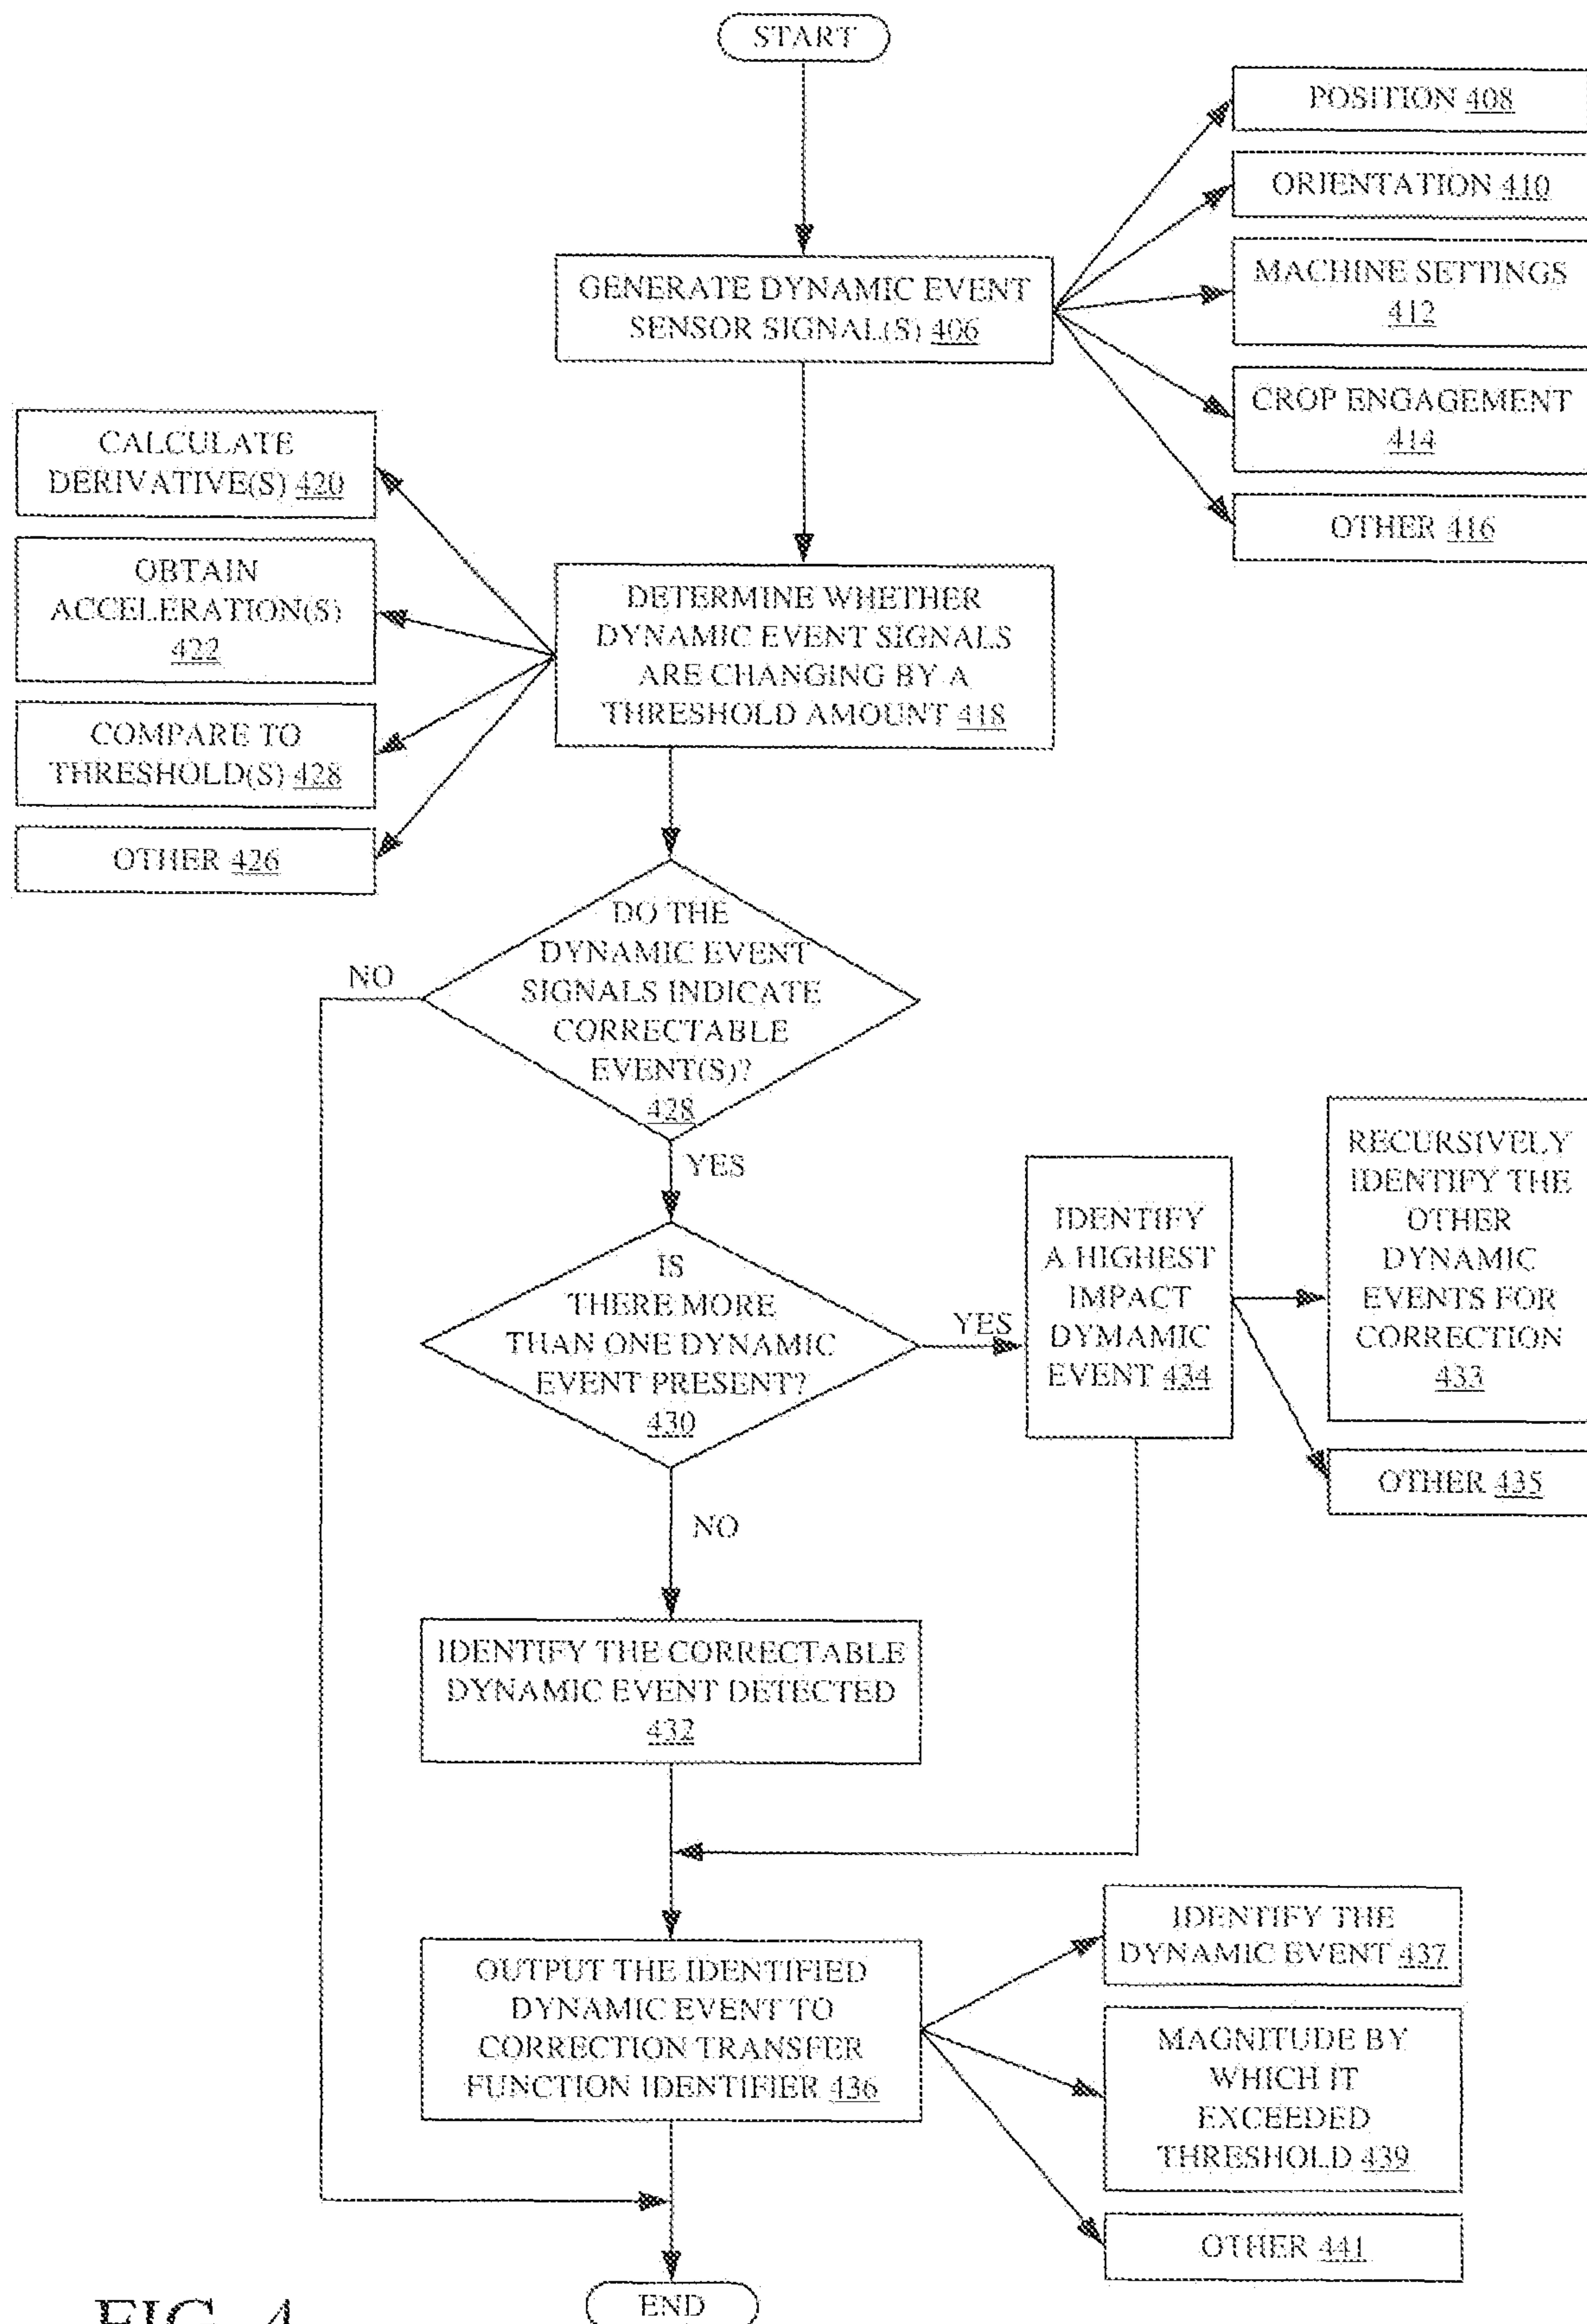 START
POSITION 408
ORIENTATION 410
MACHINE SETTINGS
412
CROP ENGAGEMENT
414
OTHER 416
GENERATE DYNAMIC EVENT
SENSOR SIGNAL(S) 406
CALCULATE
DERIVATIVE(S) 420
OBTAIN
ACCELERATION(S)
422
COMPARE TO
THRESHOLD(S) 428
OTHER 426
DETERMINE WHETHER
DYNAMIC EVENT SIGNALS
ARE CHANGING BY A
THRESHOLD AMOUNT 418
DO THE
DYNAMIC EVENT
SIGNALS INDICATE
CORRECTABLE
EVENT(S)?
428
NO
YES
IS
THERE MORE
THAN ONE DYNAMIC
EVENT PRESENT?
430
YES
IDENTIFY
A HIGHEST
IMPACT
DYMAMIC
EVENT 434
RECURSIVELY
IDENTIFY THE
OTHER
DYNAMIC
EVENTS FOR
CORRECTION
433
OTHER 435
NO
IDENTIFY THE CORRECTABLE
DYNAMIC EVENT DETECTED
432
OUTPUT THE IDENTIFIED
DYNAMIC EVENT TO
CORRECTION TRANSFER
FUNCTION IDENTIFIER 436
IDENTIFY THE
DYNAMIC EVENT 437
MAGNITUDE BY
WHICH IT
EXCEEDED
THRESHOLD 439
OTHER 441
END
FIG. 4